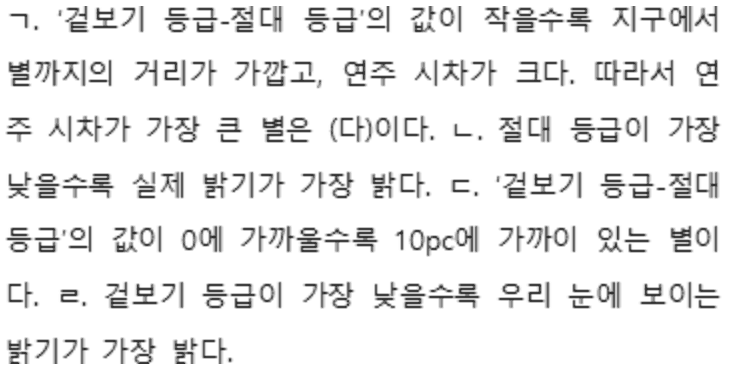 ㄱ. '겉보기 등급-절대 등급'의 값이 작을수록 지구에서
별까지의 거리가 가깝고, 연주 시차가 크다. 따라서 연
주 시차가 가장 큰 별은 (다)이다. ㄴ. 절대 등급이 가장
낮을수록 실제 밝기가 가장 밝다. ㄷ. '겉보기 등급-절대
등급'의 값이 0에 가까울수록 10pc에 가까이 있는 별이
다. ㄹ. 겉보기 등급이 가장 낮을수록 우리 눈에 보이는
밝기가 가장 밝다.